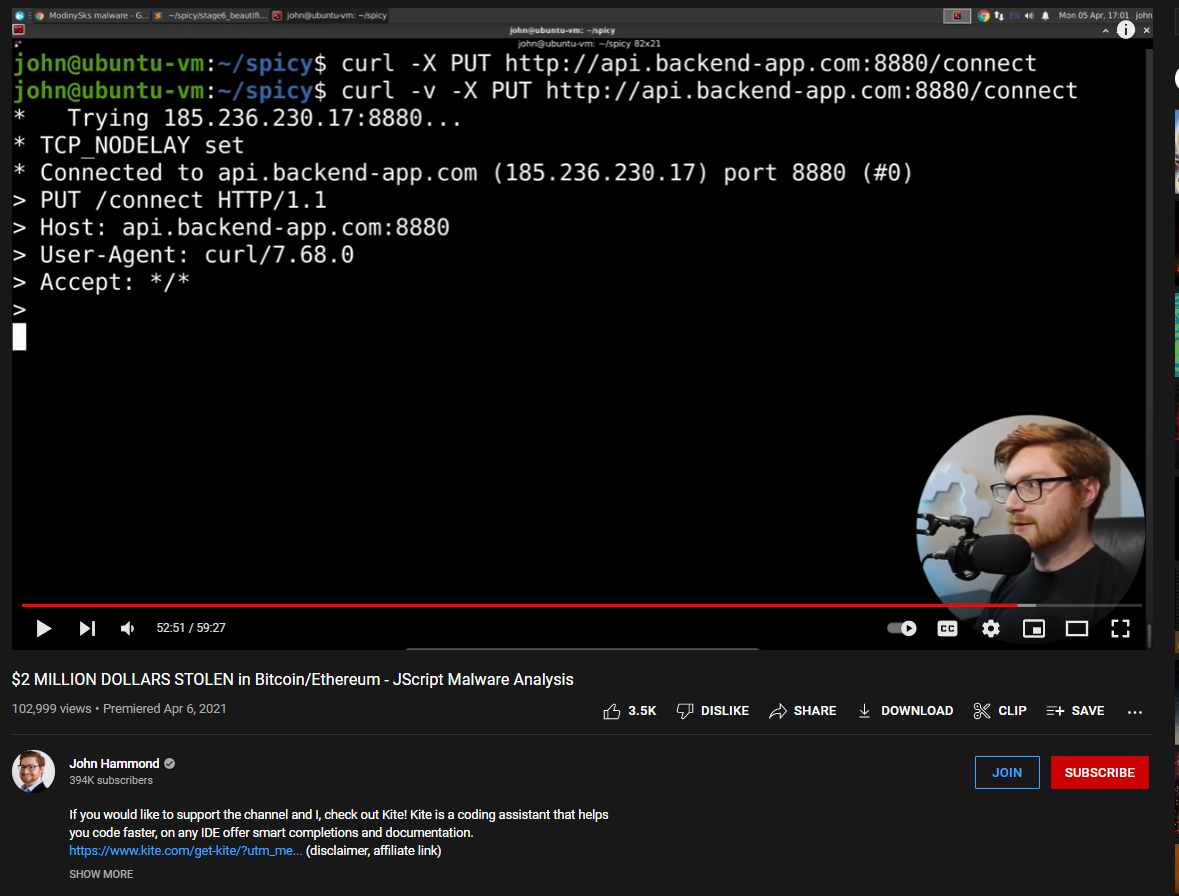 ModinySks malware - G...
~/spicy/stage6_beautifi...
john@ubuntu-vm: ~/spicy
Mon 05 Apr, 17:01 john
john@ubuntu-vm: ~/spicy
john@ubuntu-vm: ~/spicy 82x21
john@ubuntu-vm:~/spicy$ curl -X PUT http://api.backend-app.com:8880/connect
john@ubuntu-vm:~/spicy$ curl -v -X PUT http://api.backend-app.com:8880/connect
*   Trying 185.236.230.17:8880...
* TCP_NODELAY set
* Connected to api.backend-app.com (185.236.230.17) port 8880 (#0)
> PUT /connect HTTP/1.1
> Host: api.backend-app.com:8880
> User-Agent: curl/7.68.0
> Accept: */*
>
52:51 / 59:27
CC
$2 MILLION DOLLARS STOLEN in Bitcoin/Ethereum - JScript Malware Analysis
102,999 views • Premiered Apr 6, 2021
3.5K
DISLIKE
SHARE
DOWNLOAD
CLIP
SAVE
...
John Hammond
394K subscribers
JOIN
SUBSCRIBE
If you would like to support the channel and I, check out Kite! Kite is a coding assistant that helps
you code faster, on any IDE offer smart completions and documentation.
https://www.kite.com/get-kite/?utm_me... (disclaimer, affiliate link)
SHOW MORE